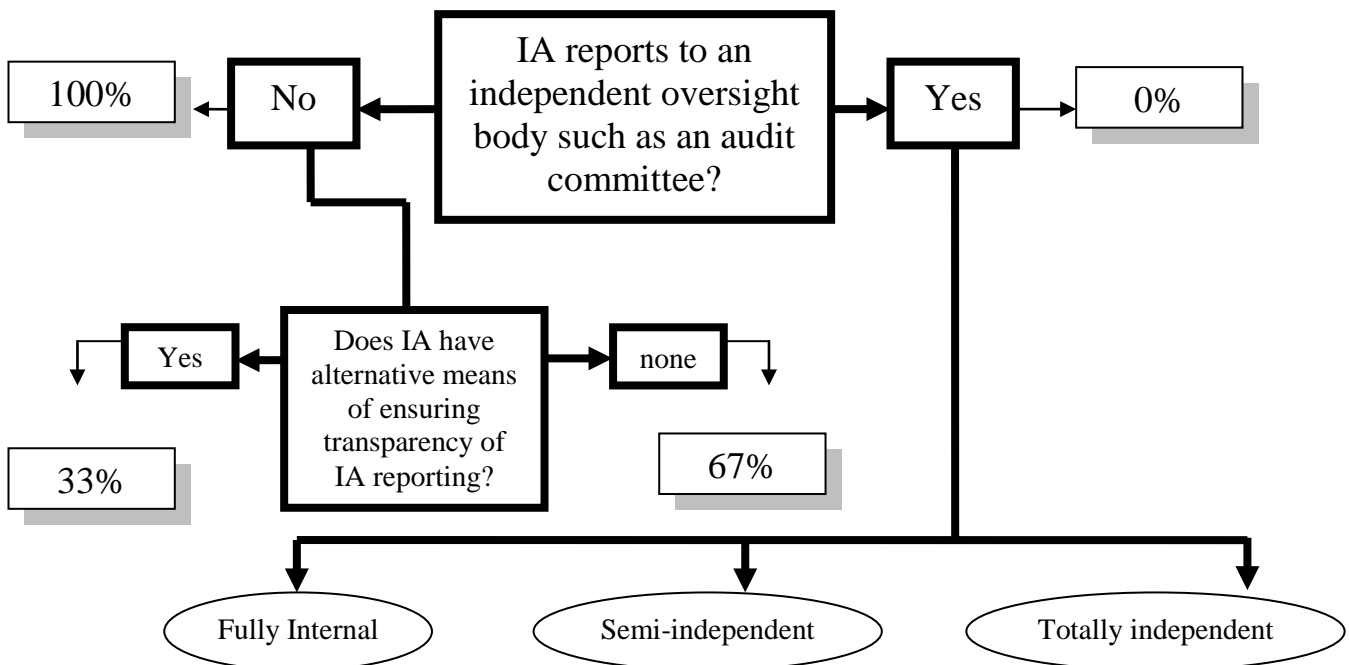 IA reports to an
independent oversight
body such as an audit
committee?
100%
No
Yes
0%
Yes
Does IA have
alternative means
of ensuring
transparency of
IA reporting?
none
33%
67%
Fully Internal
Semi-independent
Totally independent